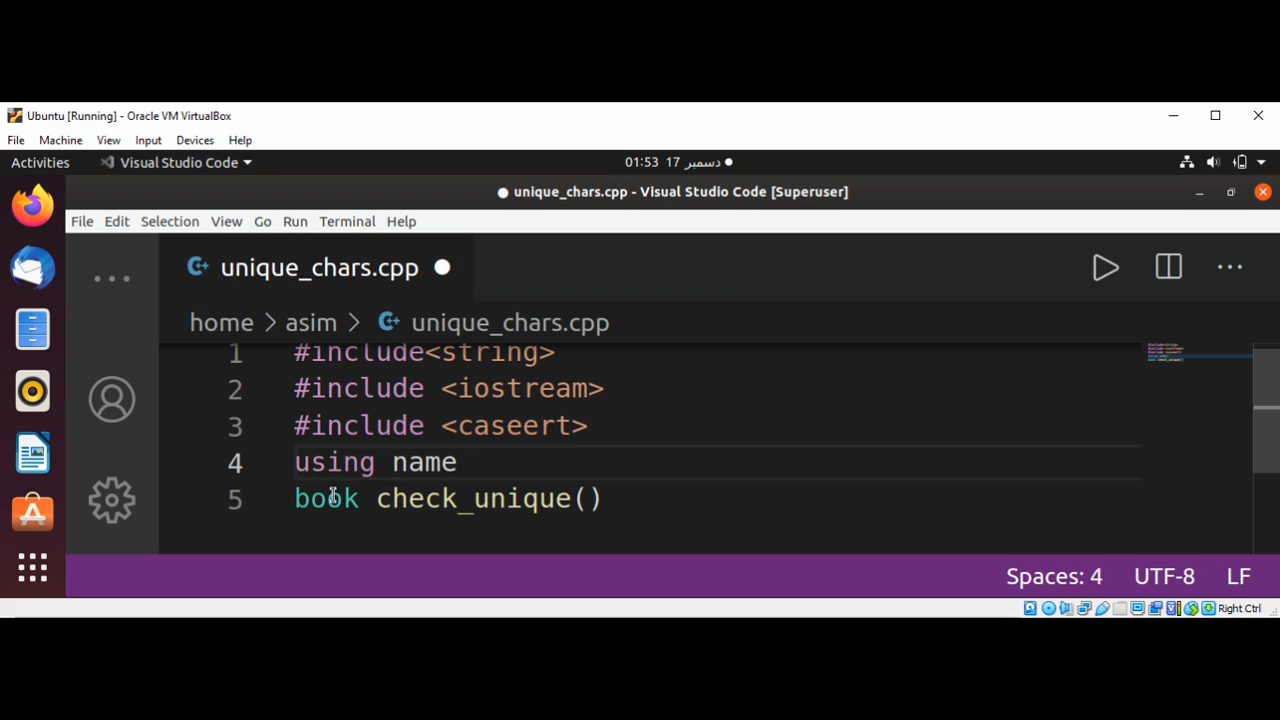 Ubuntu [Running] - Oracle VM VirtualBox
File Machine View Input Devices Help
Activities Visual Studio Code 01:53 17 دسمبر
unique_chars.cpp - Visual Studio Code [Superuser]
File Edit Selection View Go Run Terminal Help
unique_chars.cpp
home > asim > unique_chars.cpp
1 #include<string>
2 #include <iostream>
3 #include <caseert>
4 using name
5 book check_unique()
Spaces: 4 UTF-8 LF
Right Ctrl